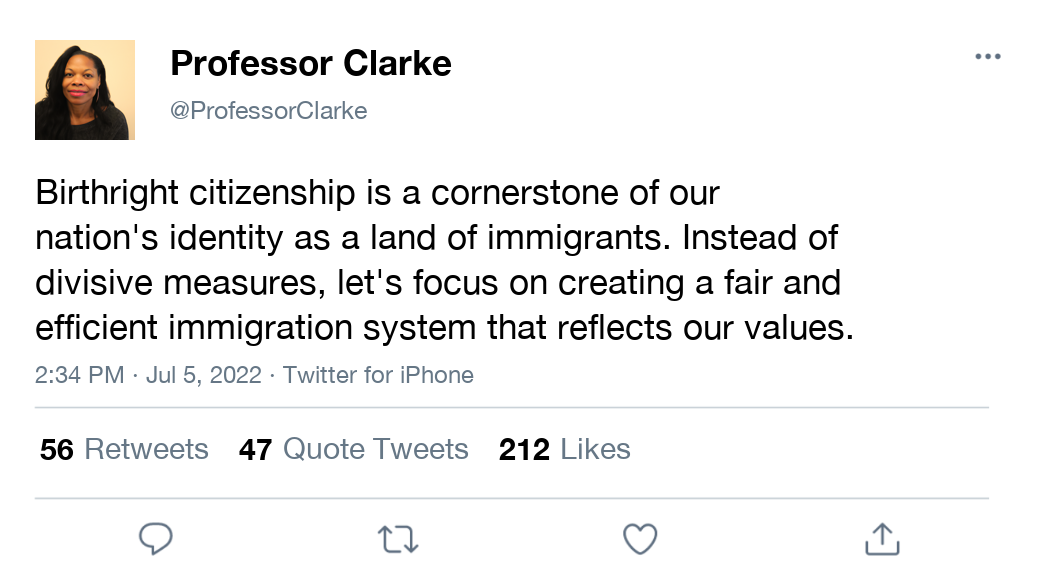 Professor Clarke
@ProfessorClarke
Birthright citizenship is a cornerstone of our
nation's identity as a land of immigrants. Instead of
divisive measures, let's focus on creating a fair and
efficient immigration system that reflects our values.
2:34 PM · Jul 5, 2022 · Twitter for iPhone
56 Retweets 47 Quote Tweets 212 Likes